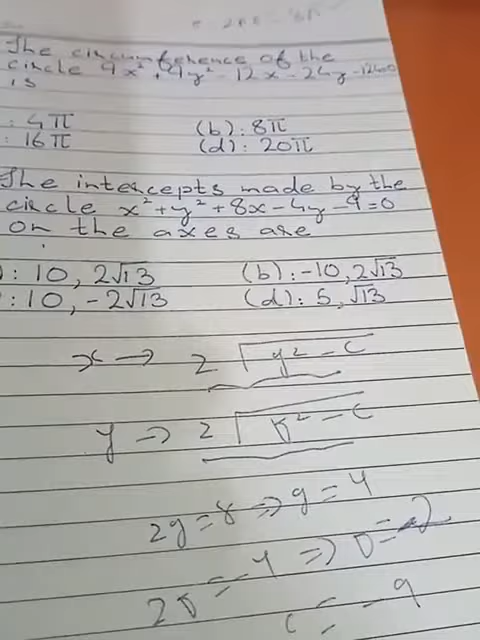 The circumference of the
circle 4x² + 4y² - 12x - 24y
is
: 4π (b): 8π
: 16π (d): 20π
The intercepts made by the
circle x² + y² + 8x - 4y - 9 = 0
on the axes are
): 10, 2√13 (b): -10, 2√13
: 10, -2√13 (d): 5, √13
x → 2√g² - c
y → 2√f² - c
2g = 8 ⇒ g = 4
2f = -4 ⇒ f = -2
c = -9